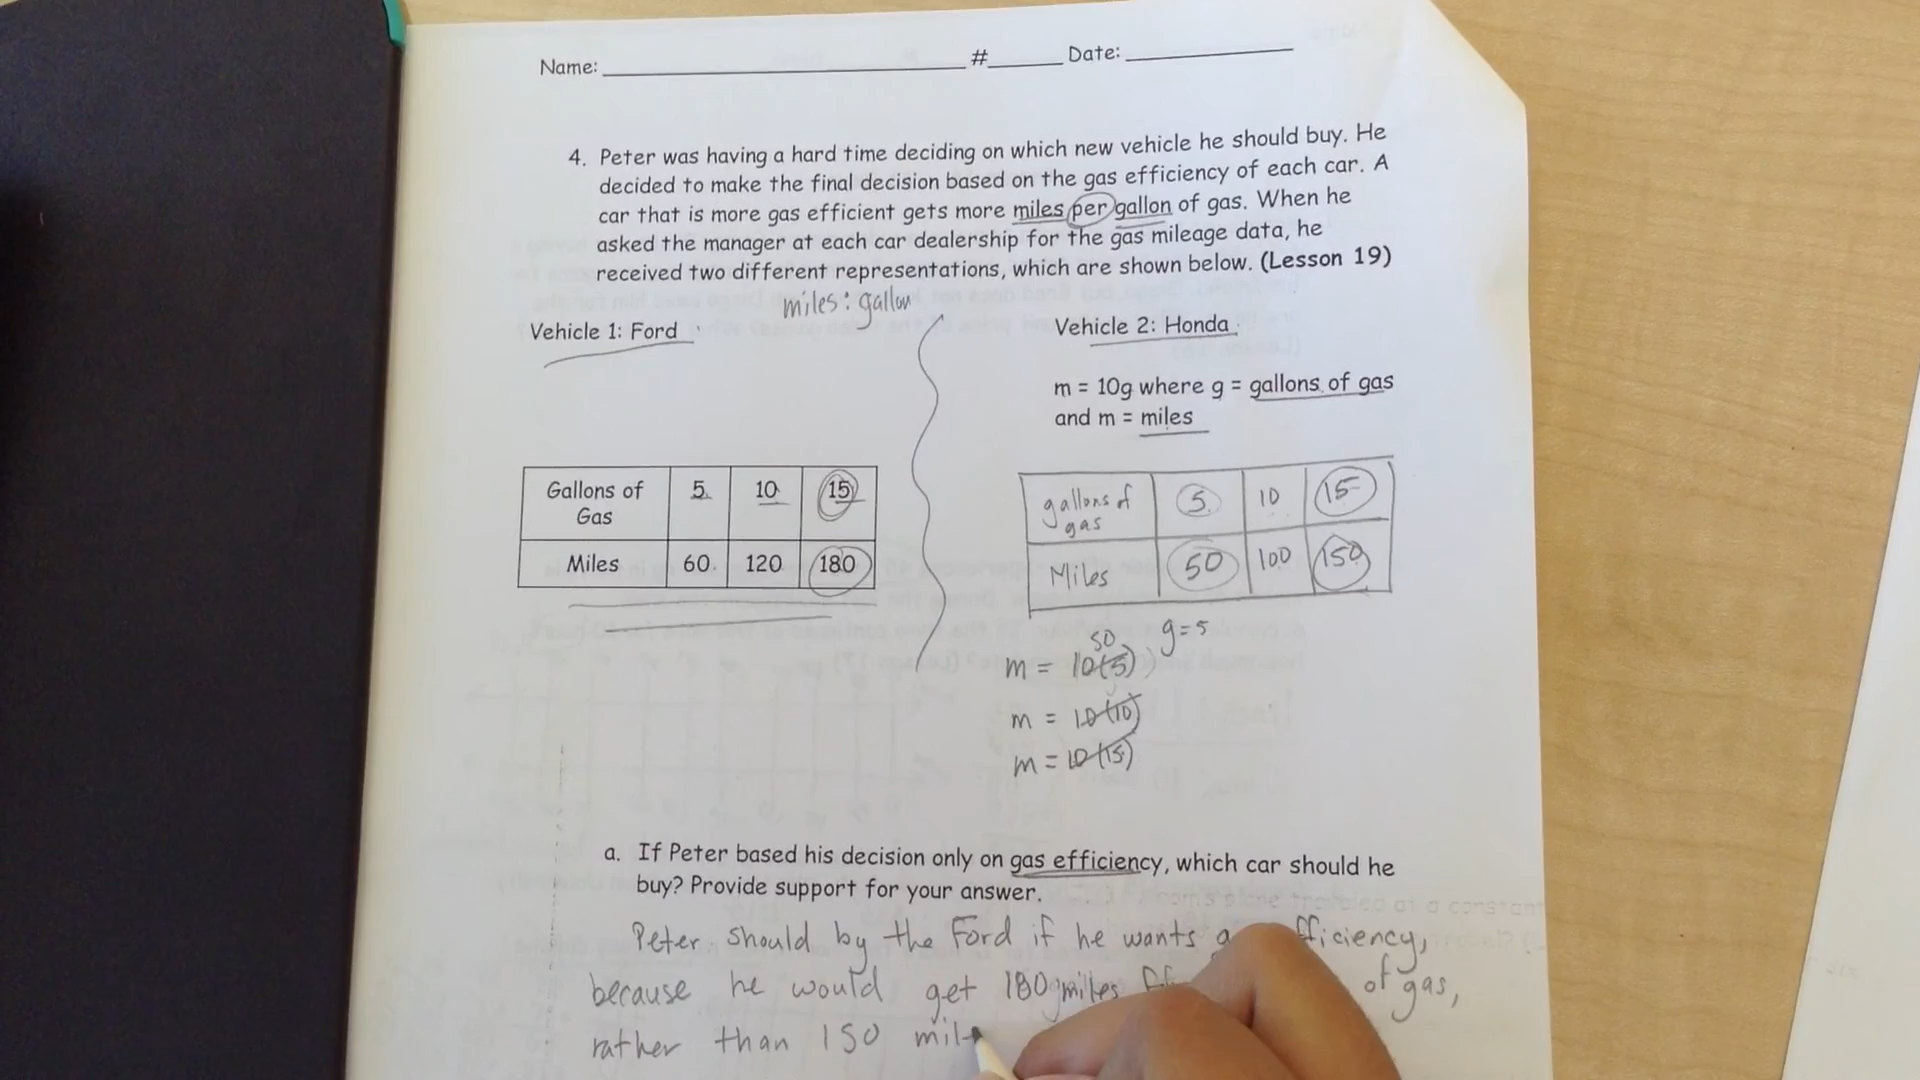 Name: # Date:
4. Peter was having a hard time deciding on which new vehicle he should buy. He
decided to make the final decision based on the gas efficiency of each car. A
car that is more gas efficient gets more miles per gallon of gas. When he
asked the manager at each car dealership for the gas mileage data, he
received two different representations, which are shown below. (Lesson 19)
miles : gallon
Vehicle 1: Ford
Gallons of 5 10 15
Gas
Miles 60 120 180
Vehicle 2: Honda
m = 10g where g = gallons of gas
and m = miles
gallons of 5 10 15
gas
Miles 50 100 150
50 g = 5
m = 10(5)
m = 10(10)
m = 10(15)
a. If Peter based his decision only on gas efficiency, which car should he
buy? Provide support for your answer.
Peter should by the Ford if he wants efficiency,
because he would get 180 miles of gas,
rather than 150